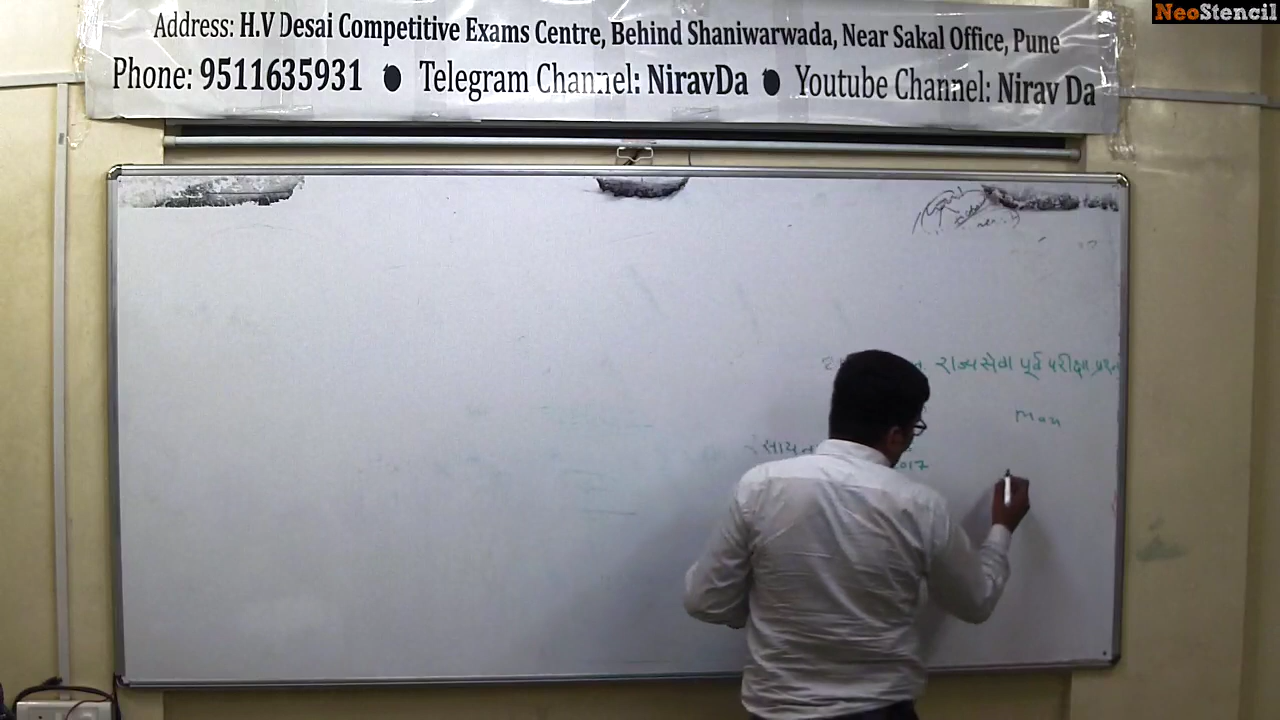 NeoStencil
Address: H.V Desai Competitive Exams Centre, Behind Shaniwarwada, Near Sakal Office, Pune
Phone: 9511635931 ● Telegram Channel: NiravDa ● Youtube Channel: Nirav Da
राज्यसेवा पूर्व परीक्षा प्रश्न
man
2017